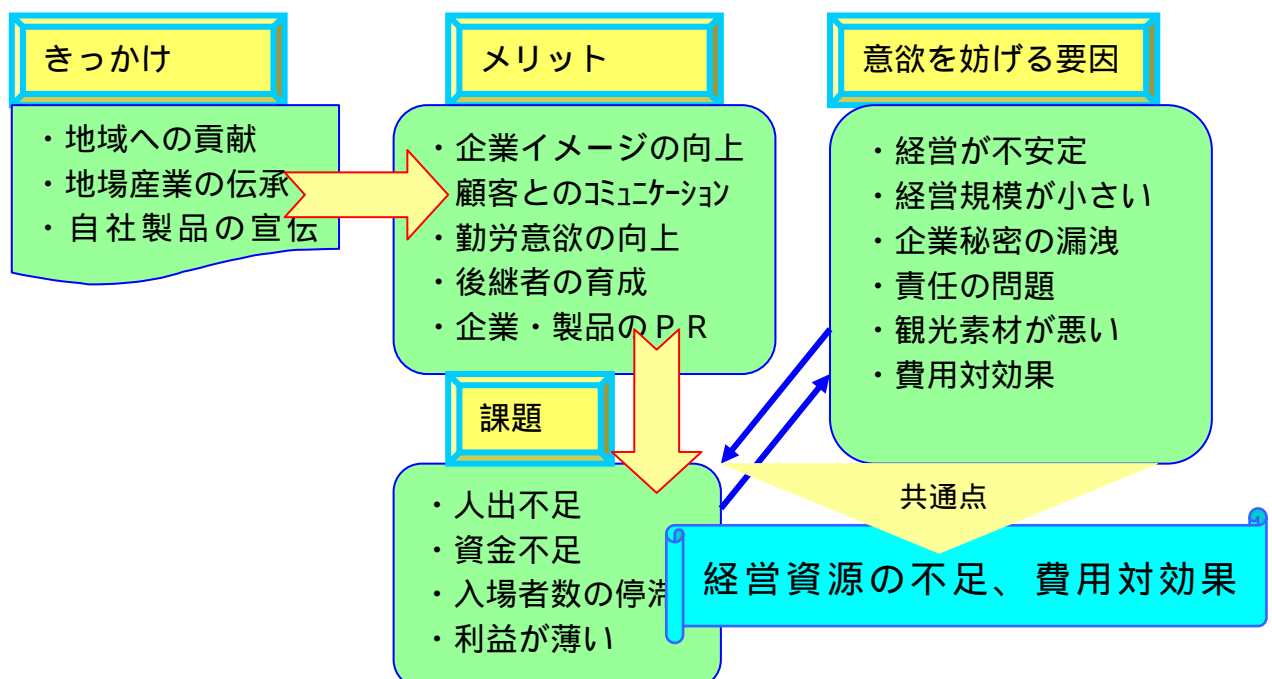 きっかけ
・地域への貢献
・地場産業の伝承
・自社製品の宣伝
メリット
・企業イメージの向上
顧客とのｺﾐｭﾆｹｰｼｮﾝ
・勤労意欲の向上
・後継者の育成
・企業・製品のＰＲ
意欲を妨げる要因
・経営が不安定
・経営規模が小さい
・企業秘密の漏洩
・責任の問題
・観光素材が悪い
・費用対効果
課題
・人出不足
・資金不足
・入場者数の停滞
・利益が薄い
共通点
経営資源の不足、費用対効果